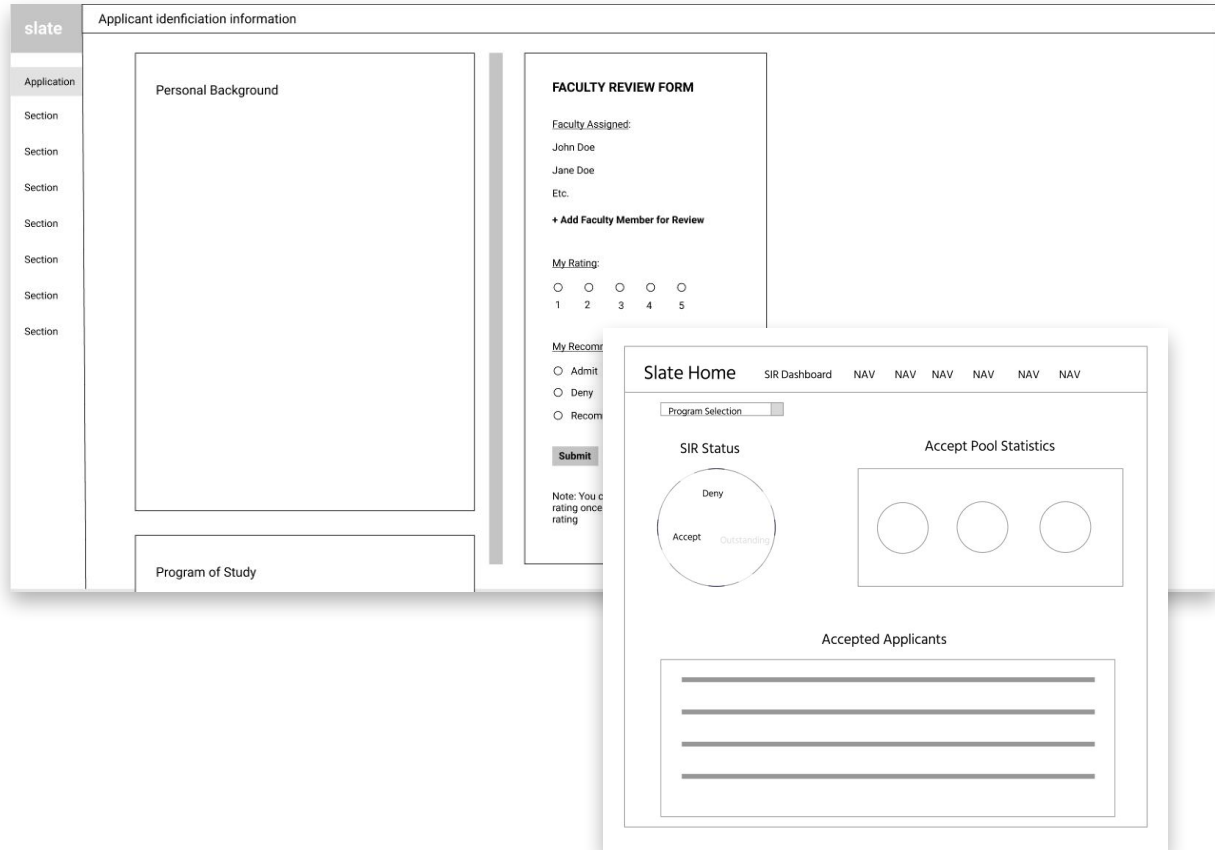 slate
Applicant idenficiation information
Application
Section
Section
Section
Section
Section
Section
Section
Personal Background
Program of Study
FACULTY REVIEW FORM
Faculty Assigned:
John Doe
Jane Doe
Etc.
+ Add Faculty Member for Review
My Rating:
1 2 3 4 5
My Recomm
Admit
Deny
Recom
Submit
Note: You c
rating once
rating
Slate Home SIR Dashboard NAV NAV NAV NAV NAV NAV
Program Selection
SIR Status
Deny
Accept Outstanding
Accept Pool Statistics
Accepted Applicants